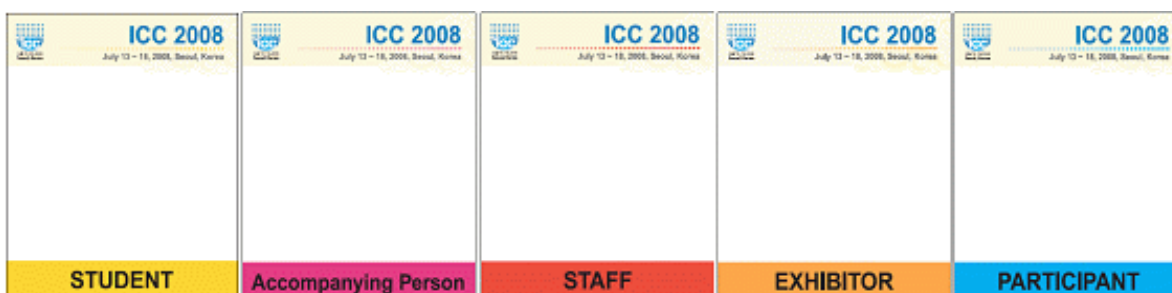 ICC 2008
July 13 – 18, 2008, Seoul, Korea
STUDENT
ICC 2008
July 13 – 18, 2008, Seoul, Korea
Accompanying Person
ICC 2008
July 13 – 18, 2008, Seoul, Korea
STAFF
ICC 2008
July 13 – 18, 2008, Seoul, Korea
EXHIBITOR
ICC 2008
July 13 – 18, 2008, Seoul, Korea
PARTICIPANT